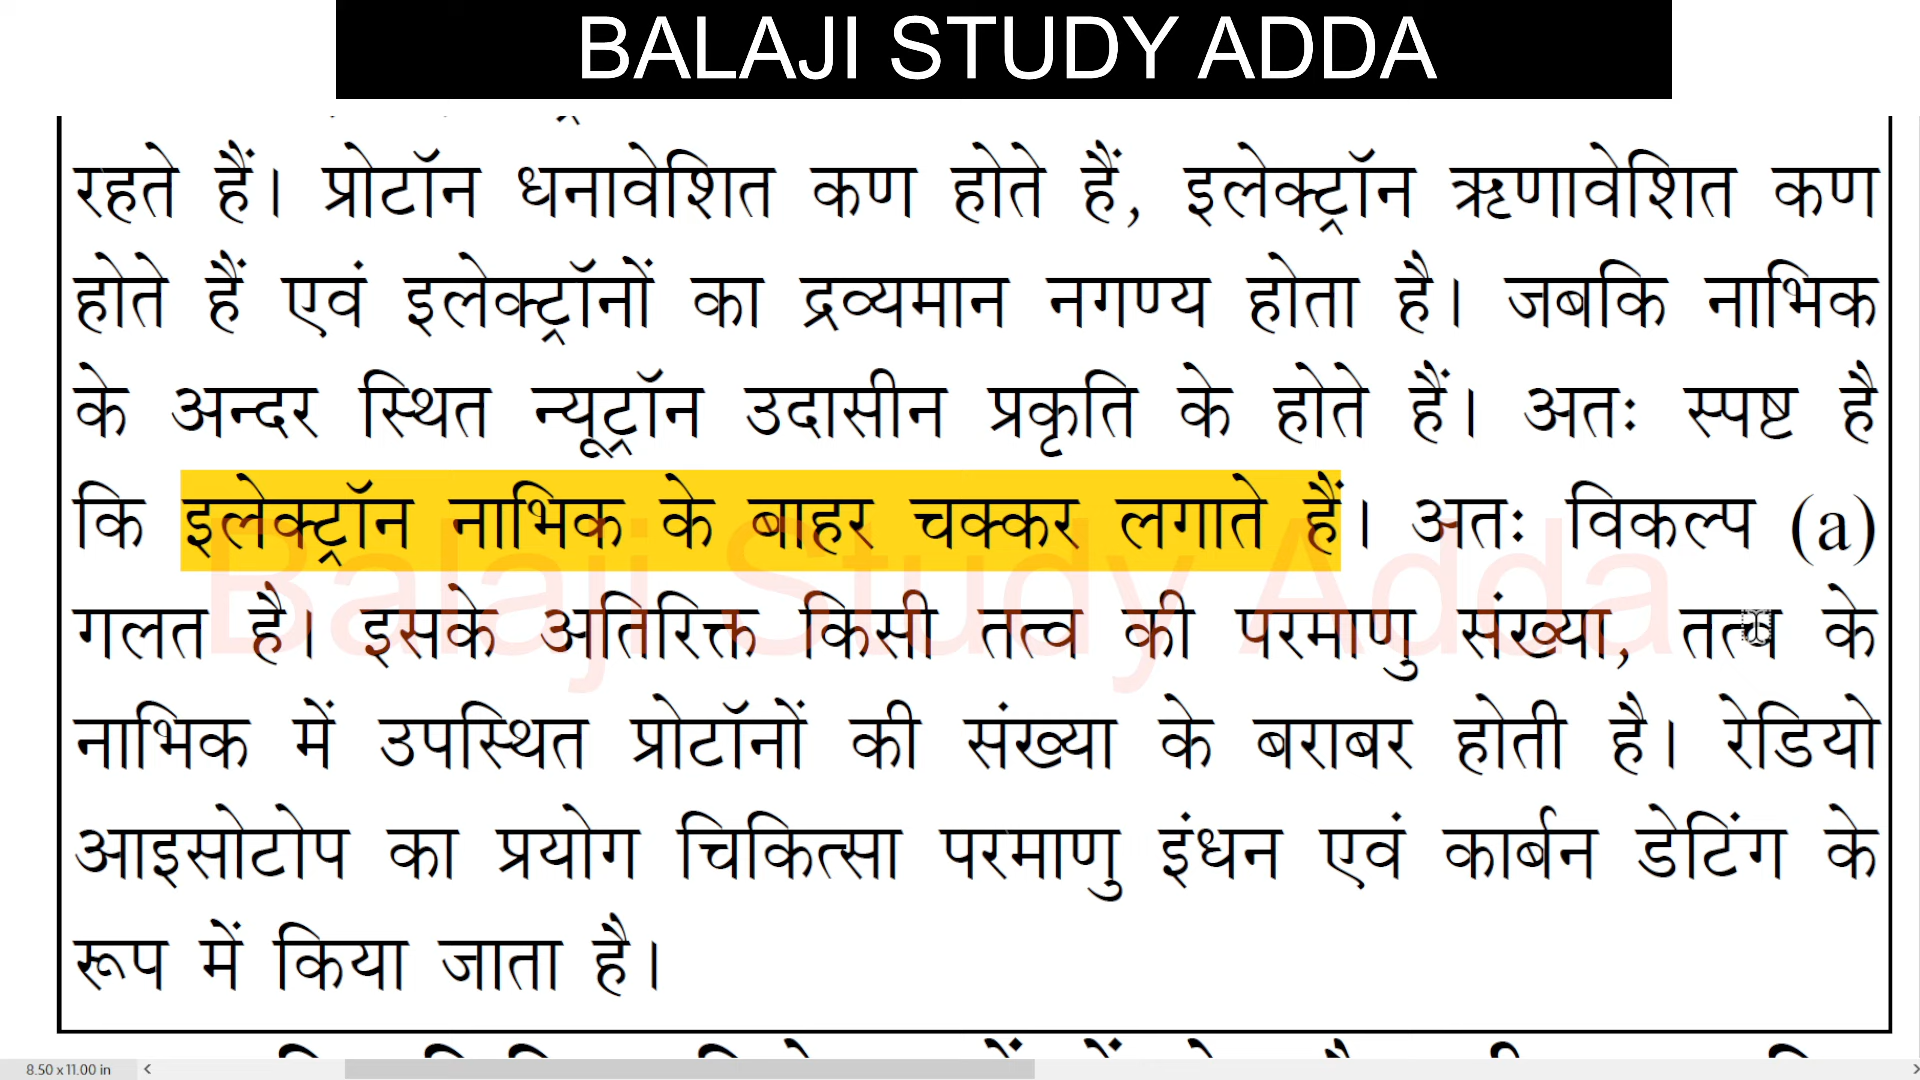 BALAJI STUDY ADDA
रहते हैं। प्रोटॉन धनावेशित कण होते हैं, इलेक्ट्रॉन ऋणावेशित कण
होते हैं एवं इलेक्ट्रॉनों का द्रव्यमान नगण्य होता है। जबकि नाभिक
के अन्दर स्थित न्यूट्रॉन उदासीन प्रकृति के होते हैं। अतः स्पष्ट है
कि इलेक्ट्रॉन नाभिक के बाहर चक्कर लगाते हैं। अतः विकल्प (a)
Balaji Study Adda
गलत है। इसके अतिरिक्त किसी तत्व की परमाणु संख्या, तत्व के
नाभिक में उपस्थित प्रोटॉनों की संख्या के बराबर होती है। रेडियो
आइसोटोप का प्रयोग चिकित्सा परमाणु इंधन एवं कार्बन डेटिंग के
रूप में किया जाता है।
8.50 x 11.00 in